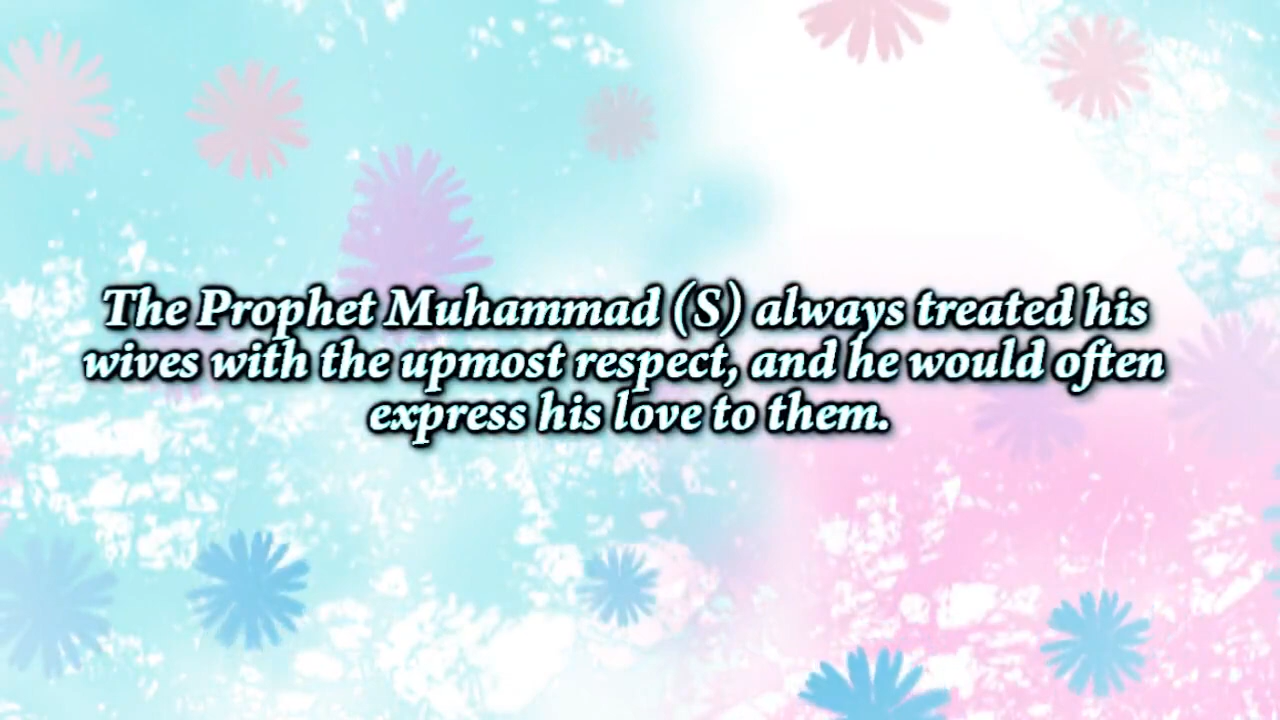 The Prophet Muhammad (S) always treated his
wives with the upmost respect, and he would often
express his love to them.